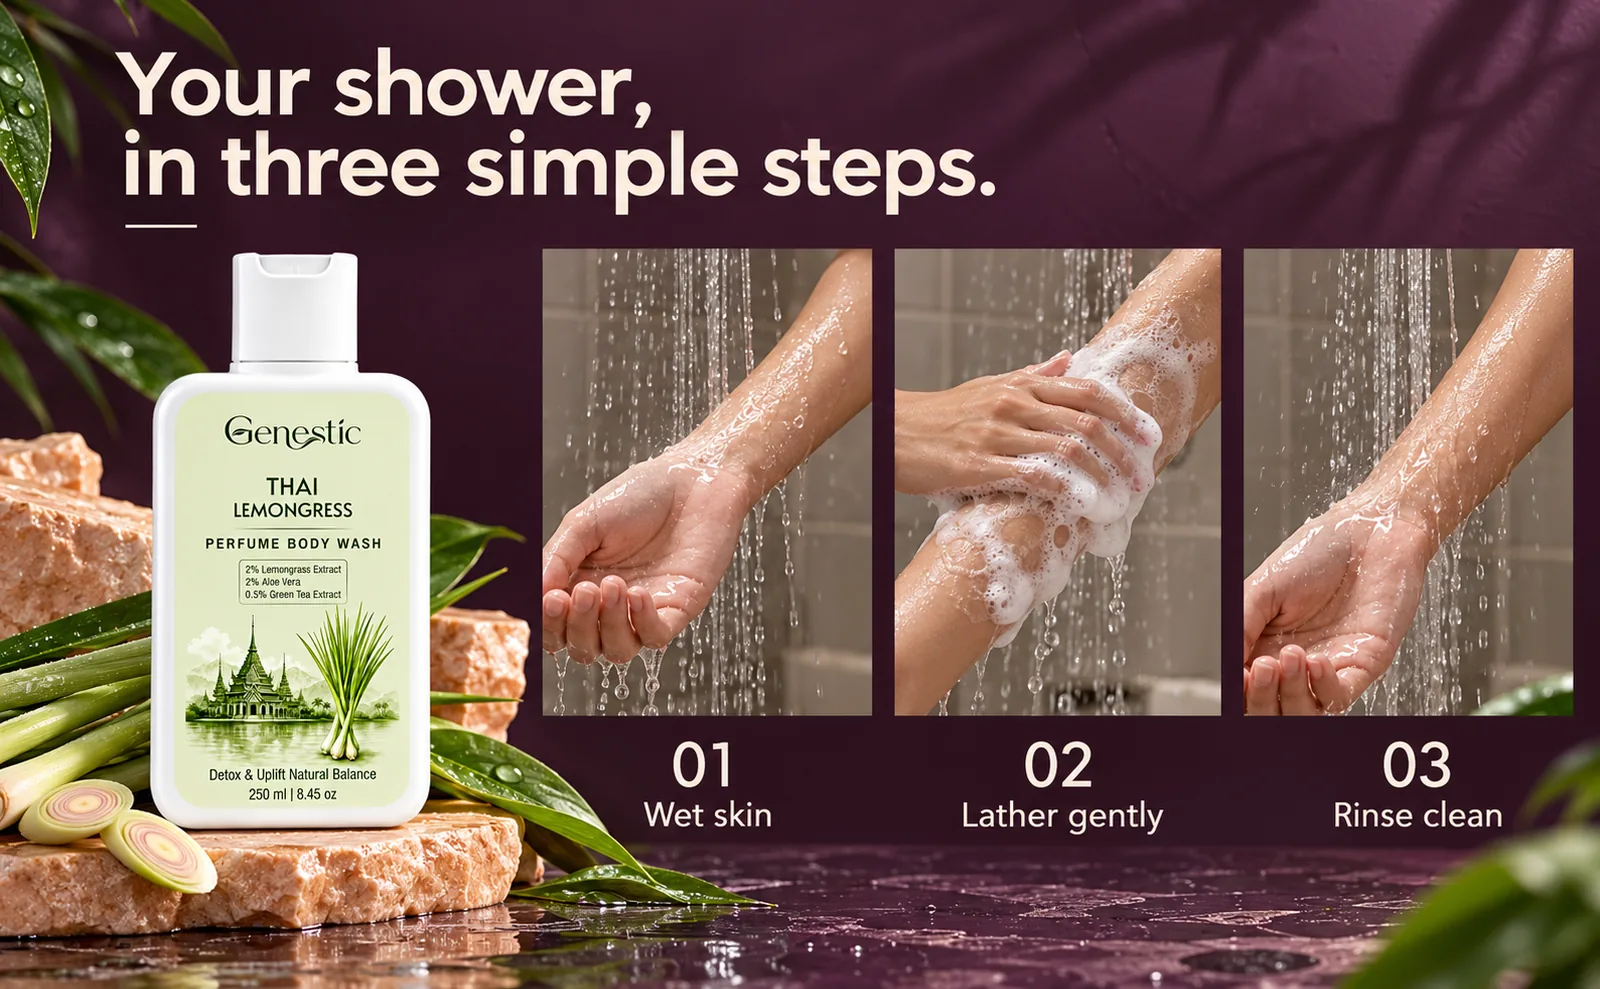 Your shower,
in three simple steps.
Genestic
THAI
LEMONGRESS
PERFUME BODY WASH
2% Lemongrass Extract
2% Aloe Vera
0.5% Green Tea Extract
Detox & Uplift Natural Balance
250 ml | 8.45 oz
01
Wet skin
02
Lather gently
03
Rinse clean